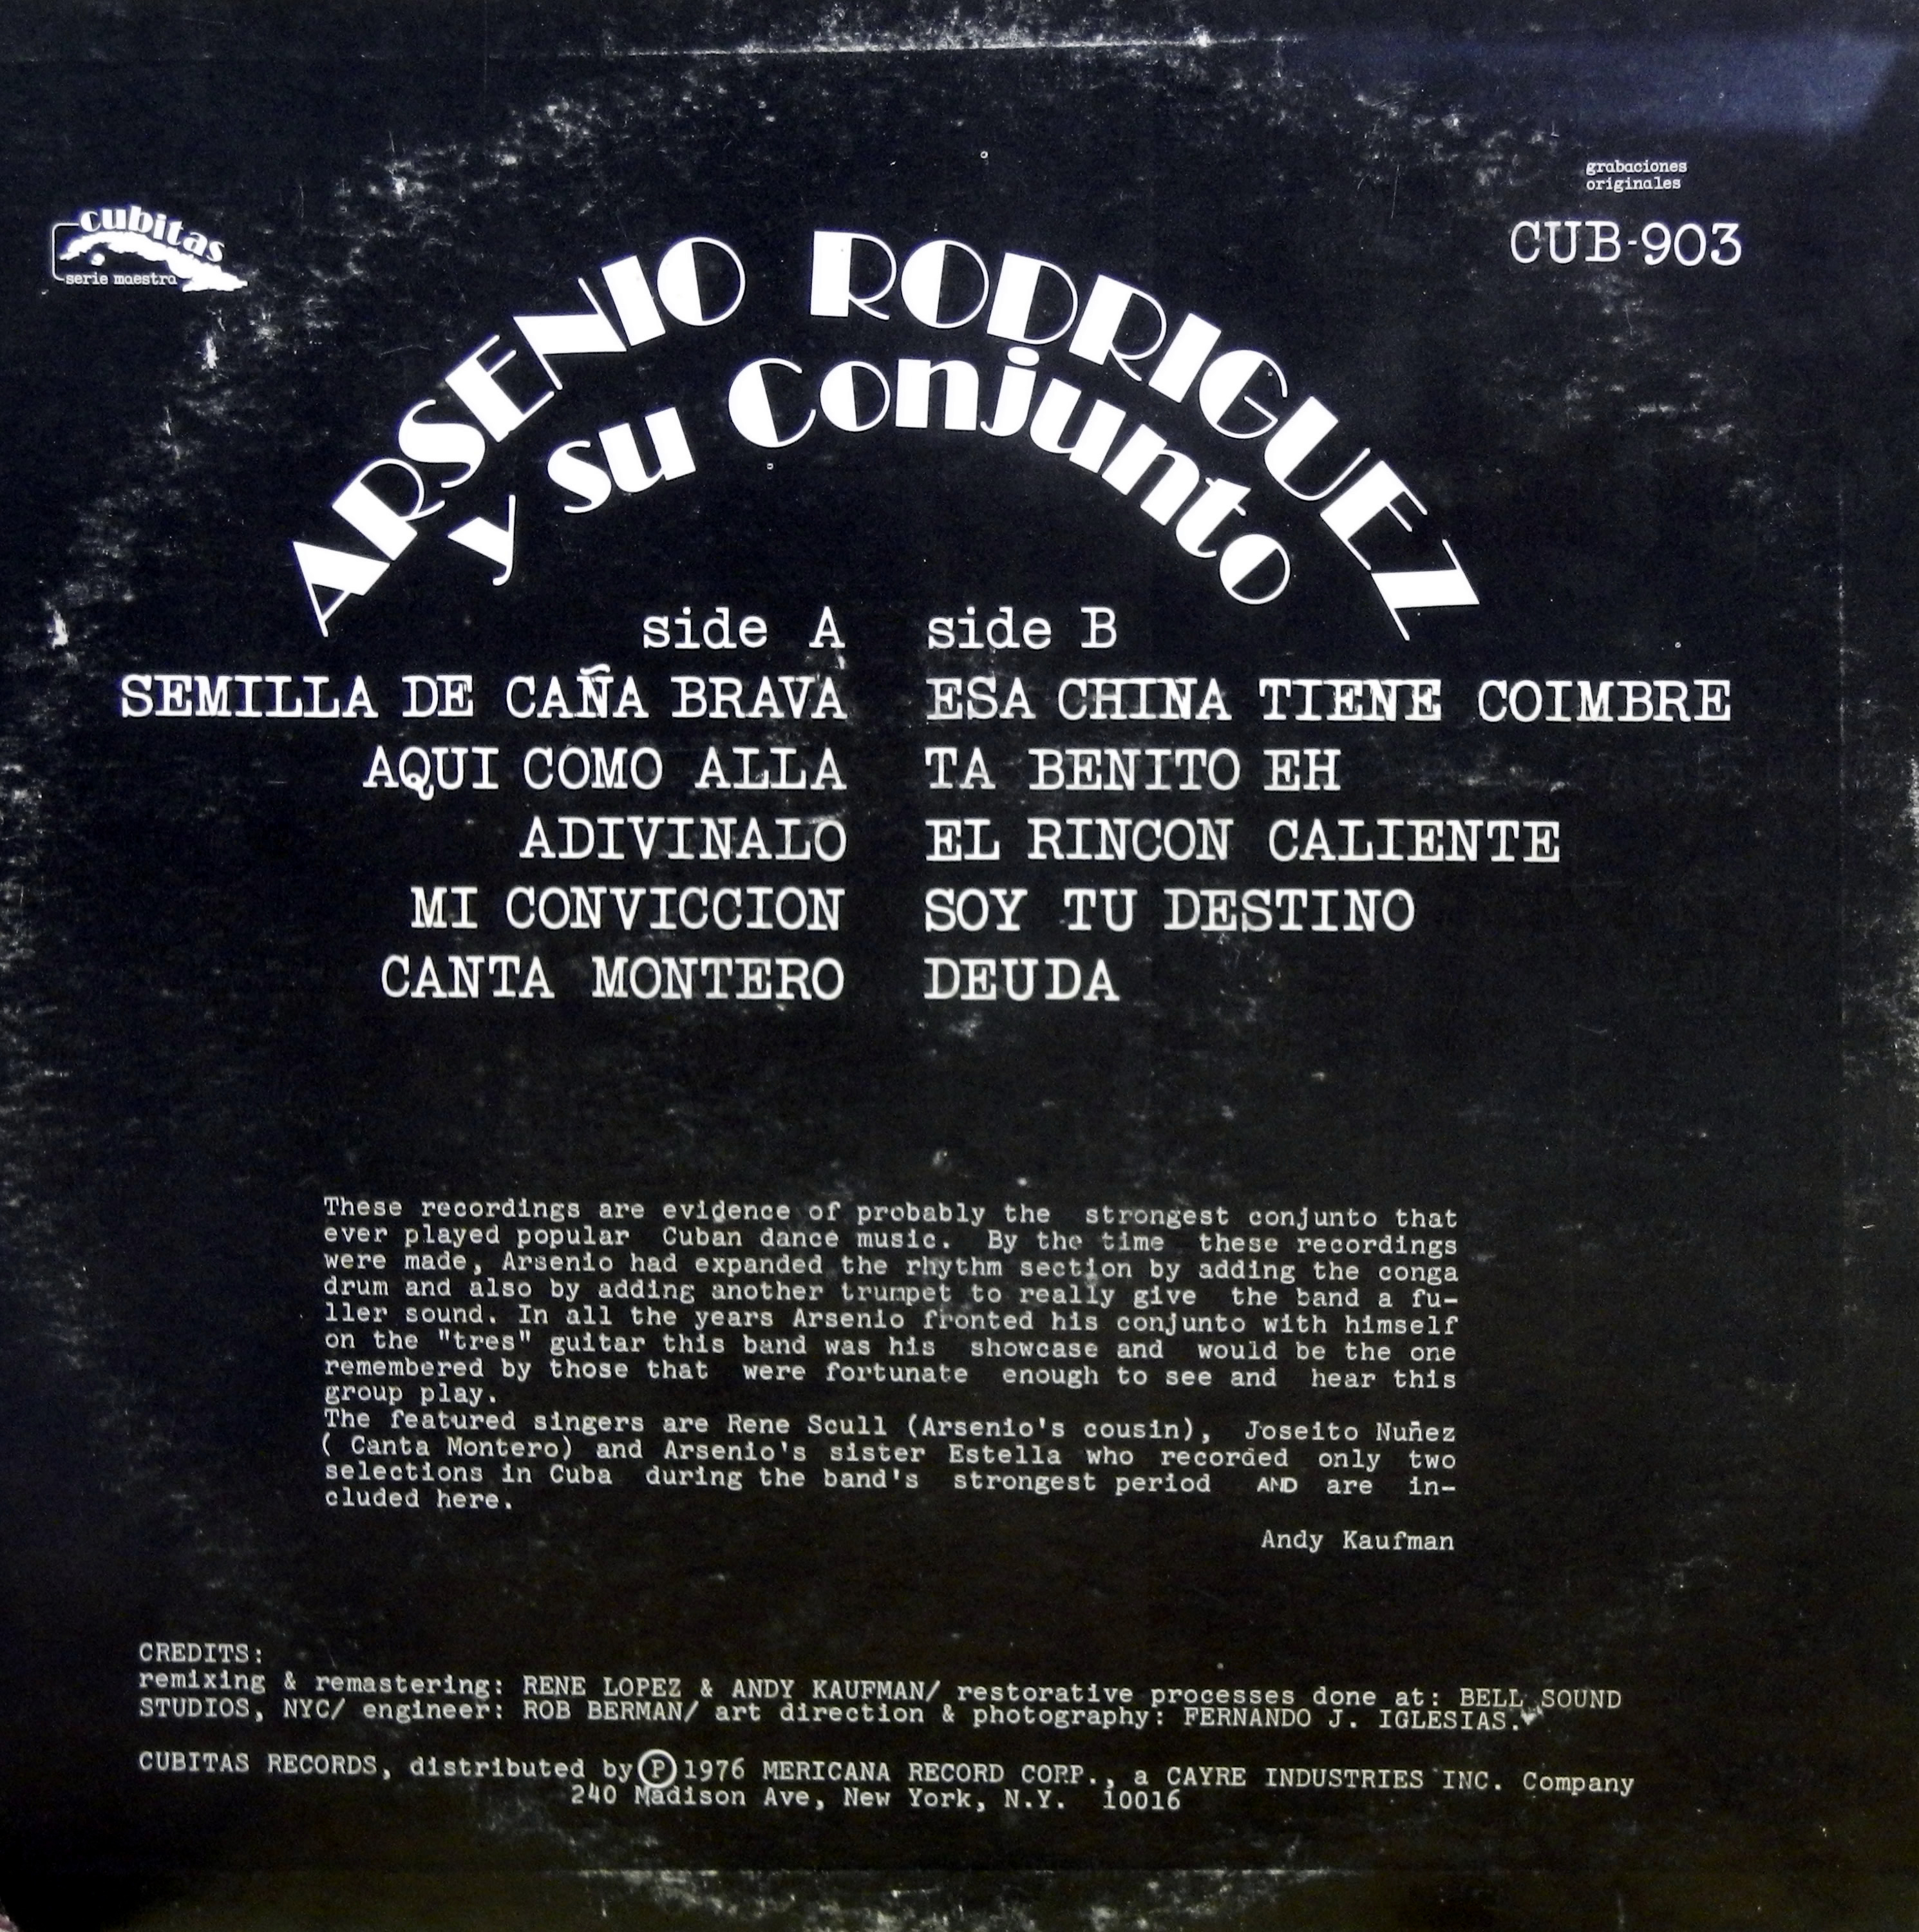 grabaciones
originales
cubitas
serie maestra
CUB-903
ARSENIO RODRIGUEZ
y su Conjunto
side A
SEMILLA DE CAÑA BRAVA
AQUI COMO ALLA
ADIVINALO
MI CONVICCION
CANTA MONTERO
side B
ESA CHINA TIENE COIMBRE
TA BENITO EH
EL RINCON CALIENTE
SOY TU DESTINO
DEUDA
These recordings are evidence of probably the strongest conjunto that
ever played popular Cuban dance music. By the time these recordings
were made, Arsenio had expanded the rhythm section by adding the conga
drum and also by adding another trumpet to really give the band a fu-
ller sound. In all the years Arsenio fronted his conjunto with himself
on the "tres" guitar this band was his showcase and would be the one
remembered by those that were fortunate enough to see and hear this
group play.
The featured singers are Rene Scull (Arsenio's cousin), Joseito Nuñez
( Canta Montero) and Arsenio's sister Estella who recorded only two
selections in Cuba during the band's strongest period AND are in-
cluded here.
Andy Kaufman
CREDITS:
remixing & remastering: RENE LOPEZ & ANDY KAUFMAN/ restorative processes done at: BELL SOUND
STUDIOS, NYC/ engineer: ROB BERMAN/ art direction & photography: FERNANDO J. IGLESIAS.
CUBITAS RECORDS, distributed by Ⓟ 1976 MERICANA RECORD CORP., a CAYRE INDUSTRIES INC. Company
240 Madison Ave, New York, N.Y. 10016